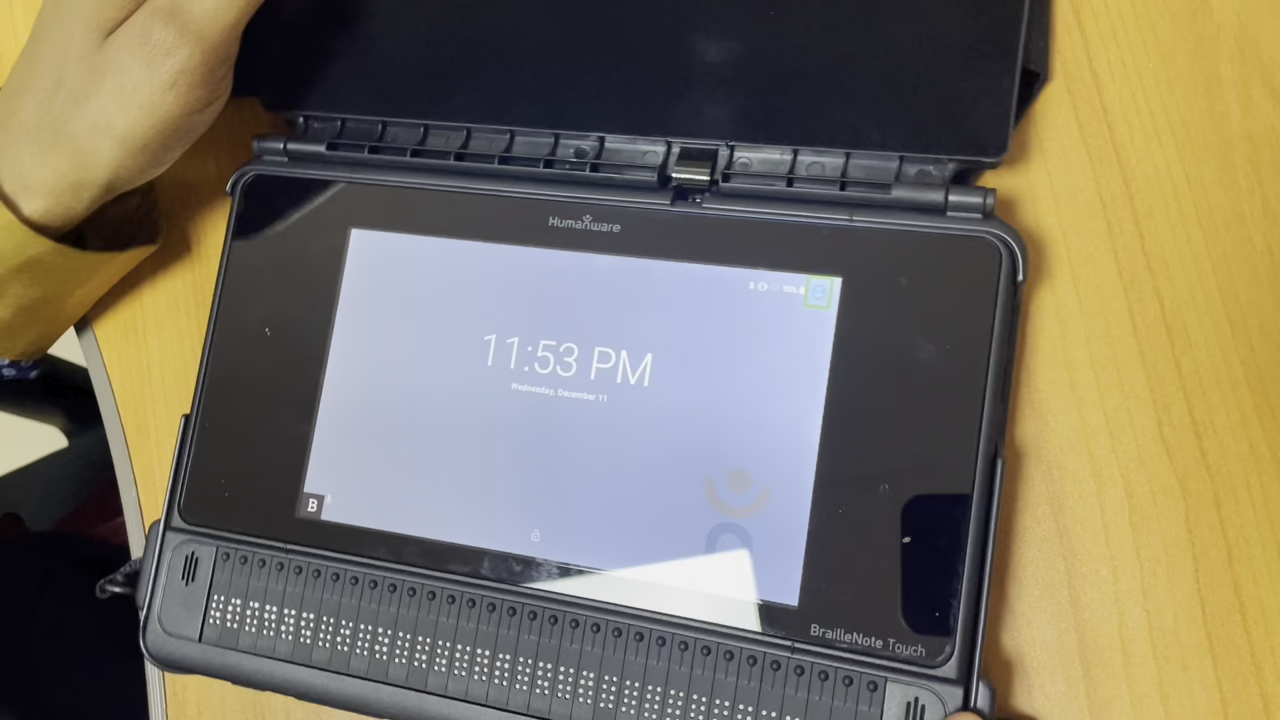 Humanware
11:53 PM
Wednesday, December 11
B
BrailleNote Touch